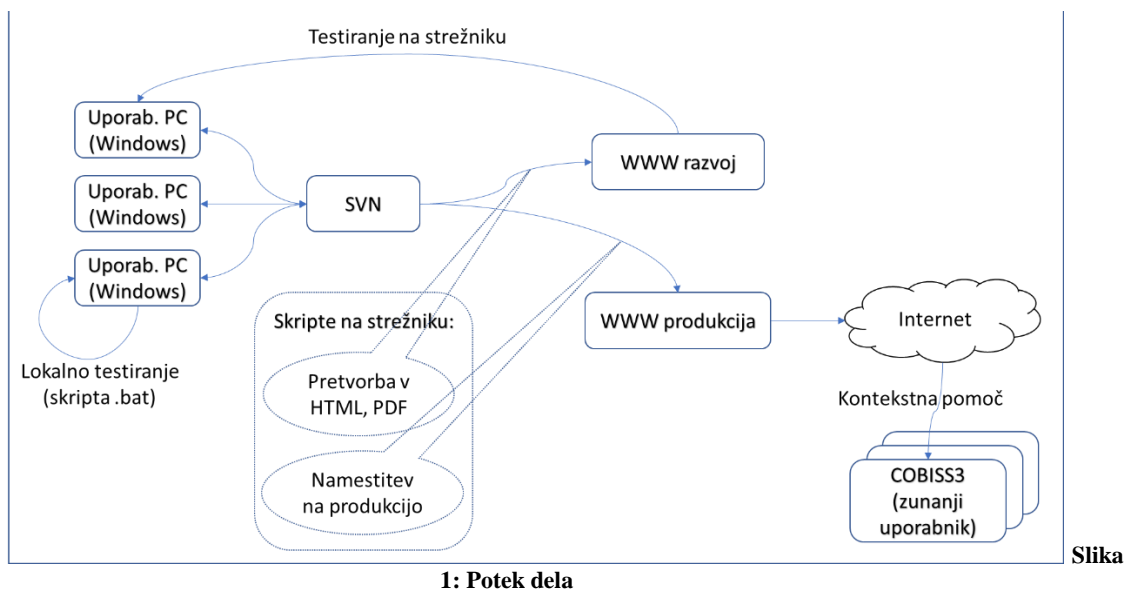 Testiranje na strežniku
Uporab. PC
(Windows)
WWW razvoj
Uporab. PC
(Windows)
SVN
Uporab. PC
(Windows)
Skripte na strežniku:
WWW produkcija
Internet
Lokalno testiranje
(skripta .bat)
Pretvorba v
HTML, PDF
Kontekstna pomoč
Namestitev
na produkcijo
COBISS3
(zunanji
uporabnik)
Slika
1: Potek dela